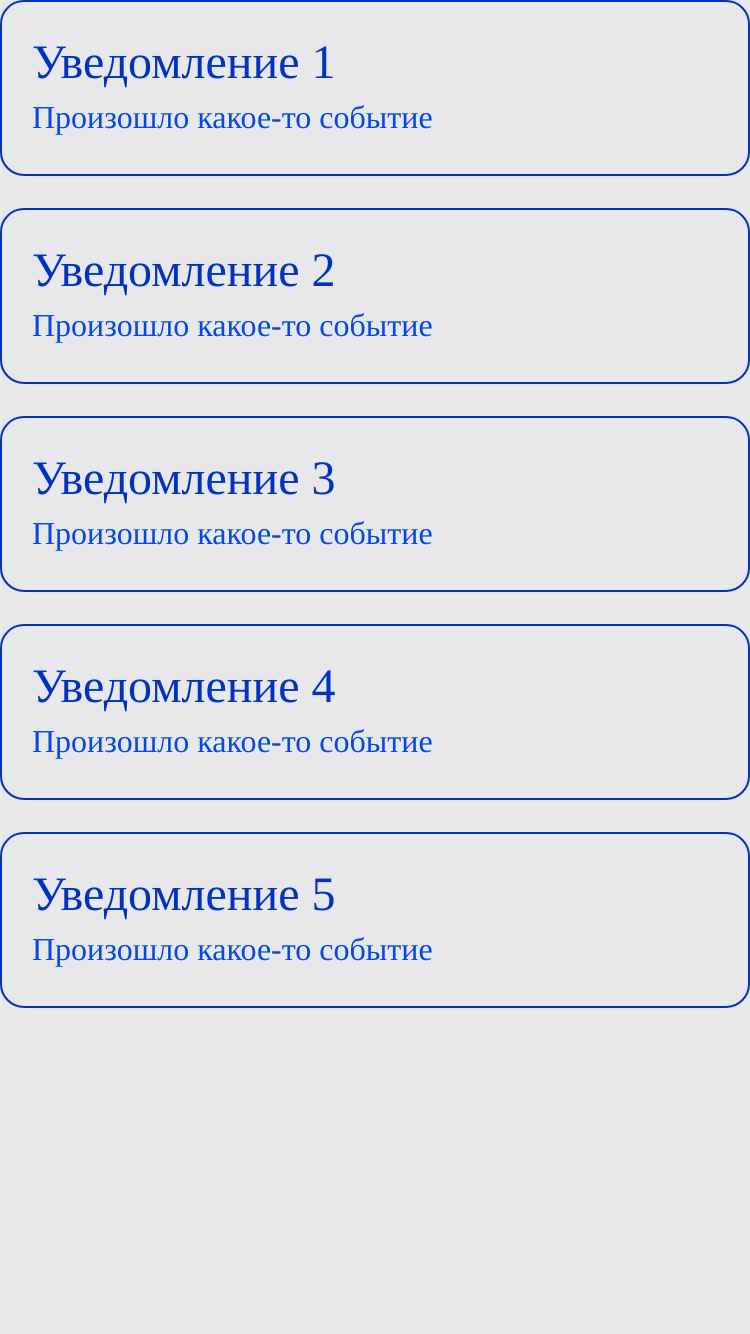 Уведомление 1
Произошло какое-то событие
Уведомление 2
Произошло какое-то событие
Уведомление 3
Произошло какое-то событие
Уведомление 4
Произошло какое-то событие
Уведомление 5
Произошло какое-то событие